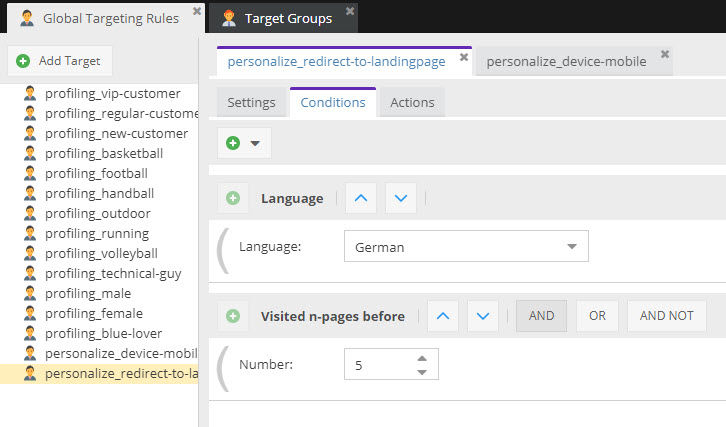 Global Targeting Rules
Target Groups
Add Target
profiling_vip-customer
profiling_regular-custome
profiling_new-customer
profiling_basketball
profiling_football
profiling_handball
profiling_outdoor
profiling_running
profiling_volleyball
profiling_technical-guy
profiling_male
profiling_female
profiling_blue-lover
personalize_device-mobil
personalize_redirect-to-la
personalize_redirect-to-landingpage
personalize_device-mobile
Settings
Conditions
Actions
Language
Language:
German
Visited n-pages before
AND
OR
AND NOT
Number:
5